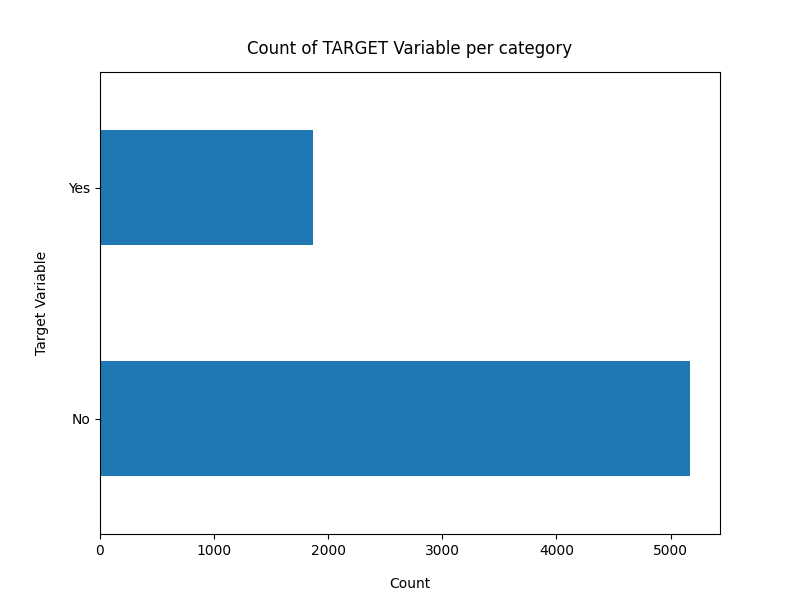 Count of TARGET Variable per category
Yes
No
Target Variable
0 1000 2000 3000 4000 5000
Count